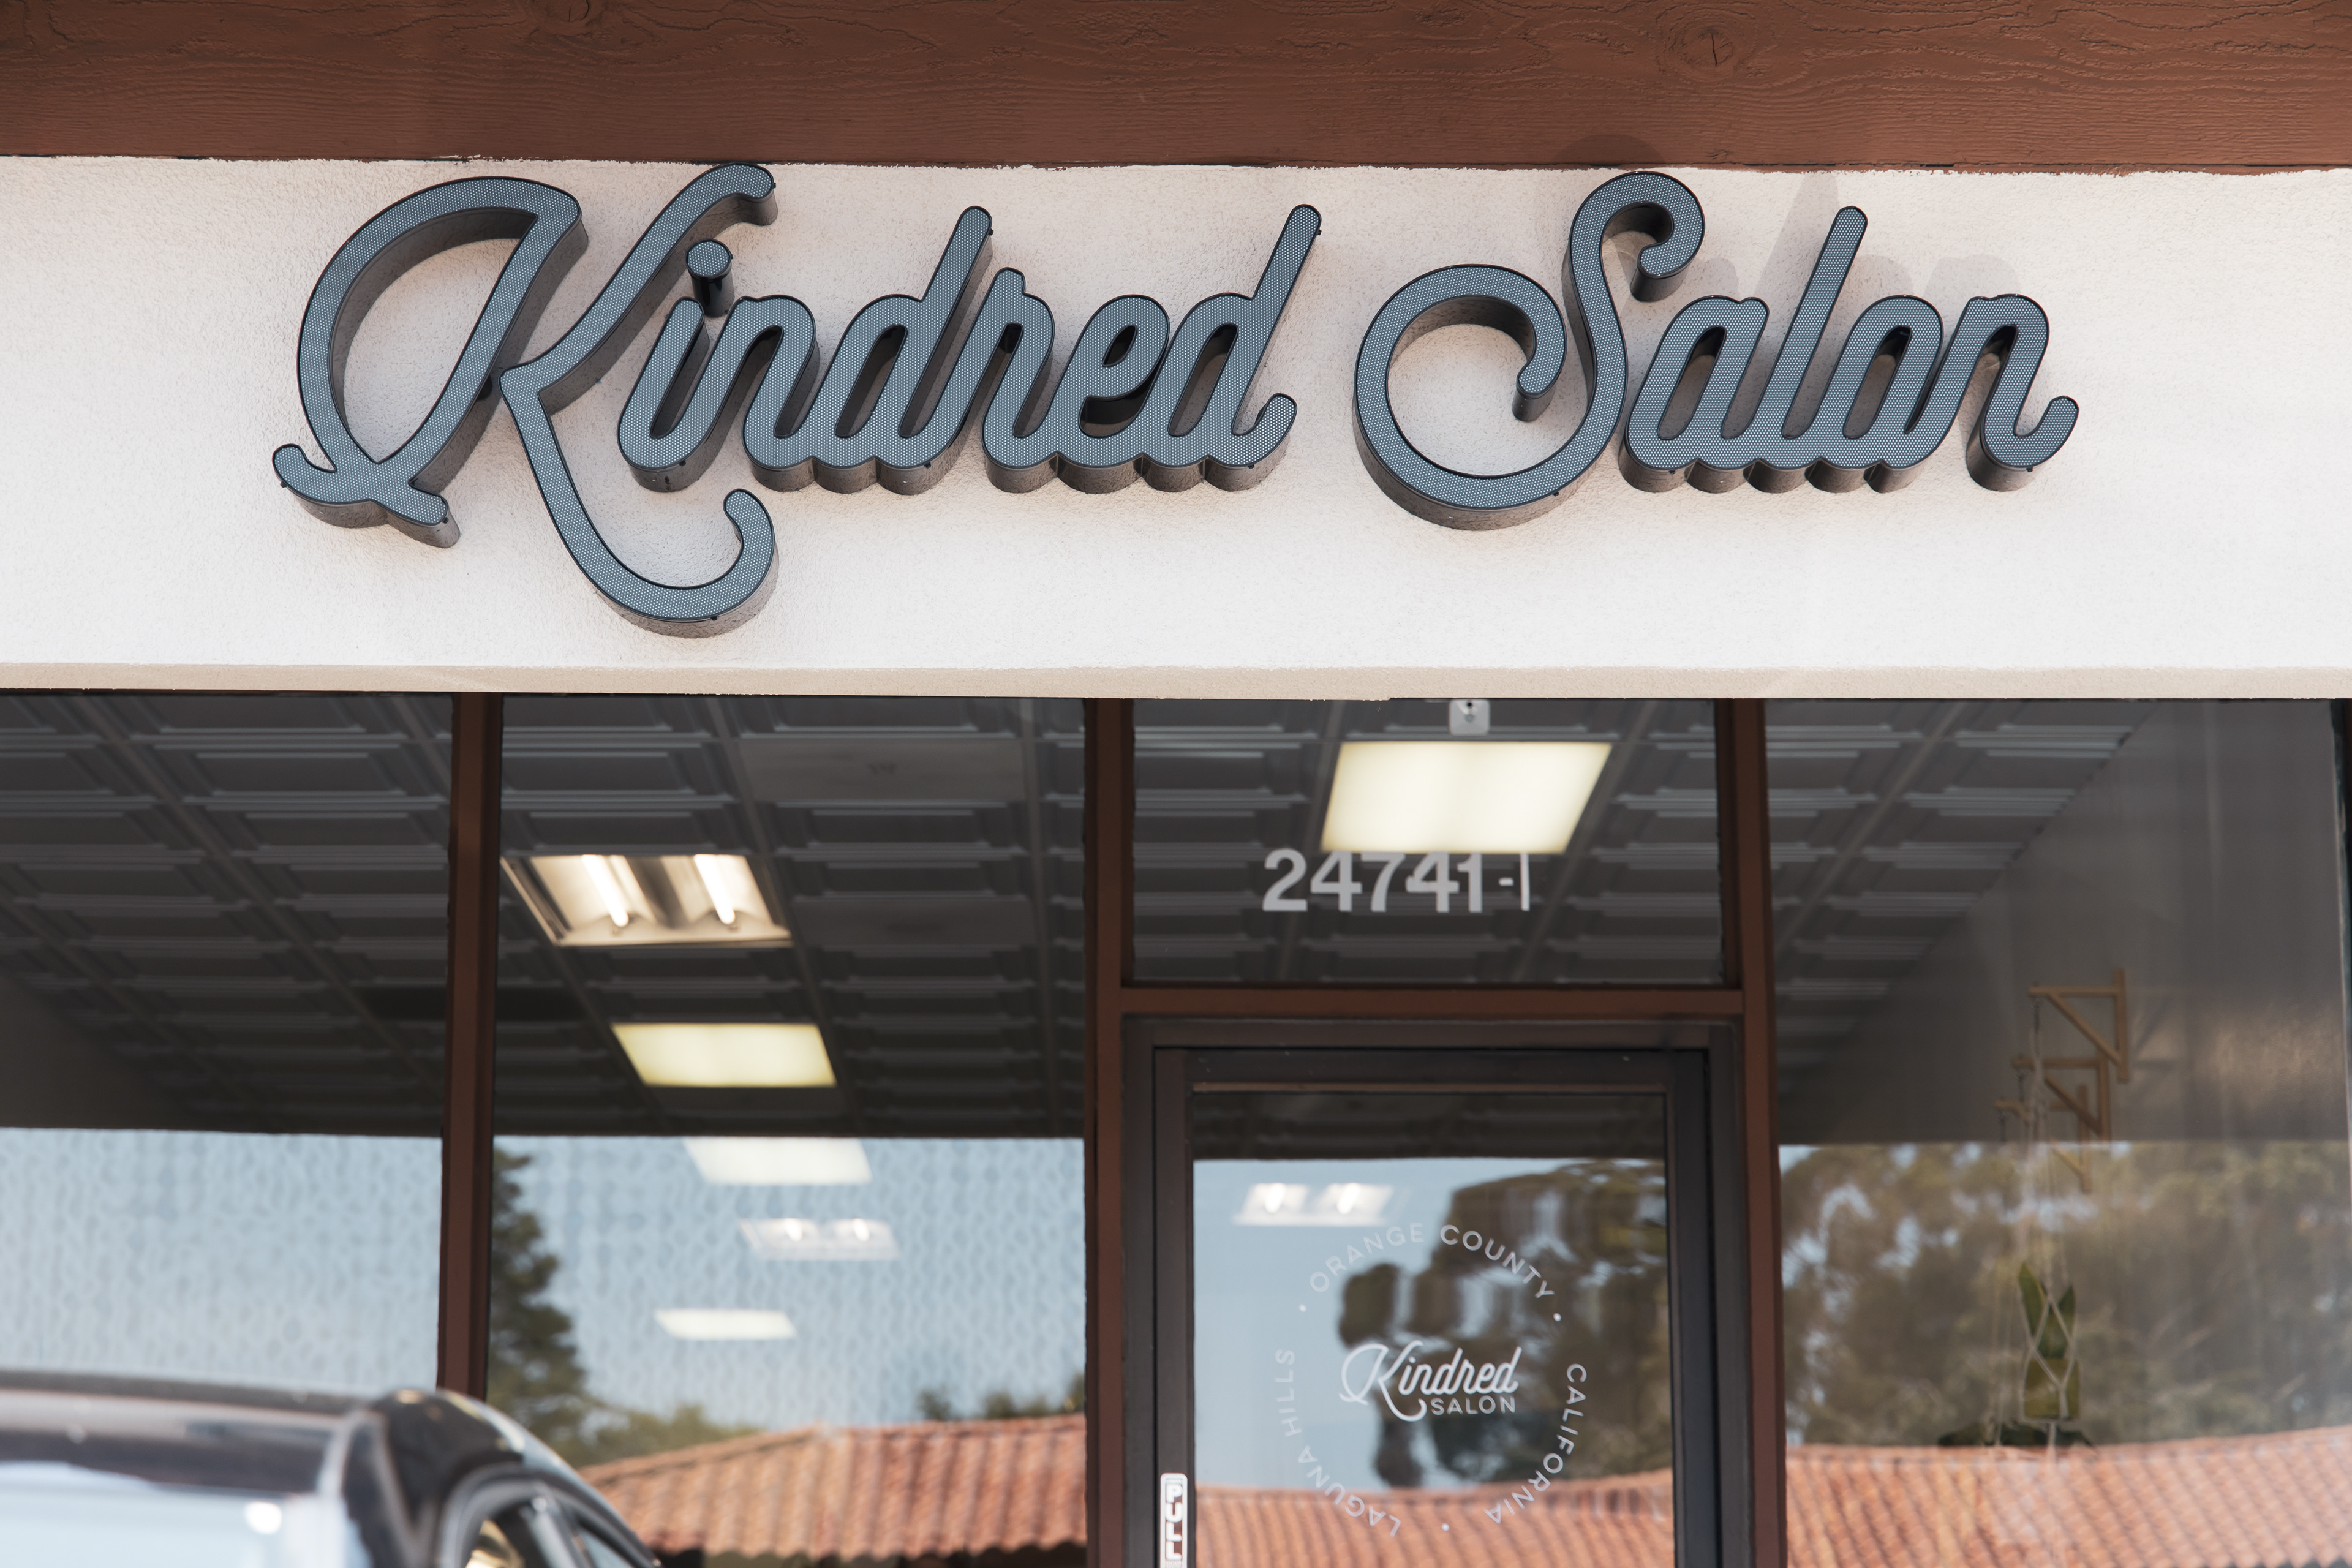 Kindred Salon
24741-I
ORANGE COUNTY • CALIFORNIA • LAGUNA HILLS •
Kindred
SALON
PULL